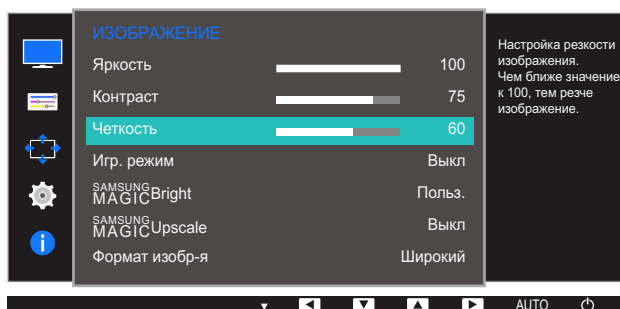 ИЗОБРАЖЕНИЕ
Яркость 100
Контраст 75
Четкость 60
Игр. режим Выкл
SAMSUNG
MAGICBright Польз.
SAMSUNG
MAGICUpscale Выкл
Формат изобр-я Широкий
Настройка резкости
изображения.
Чем ближе значение
к 100, тем резче
изображение.
AUTO